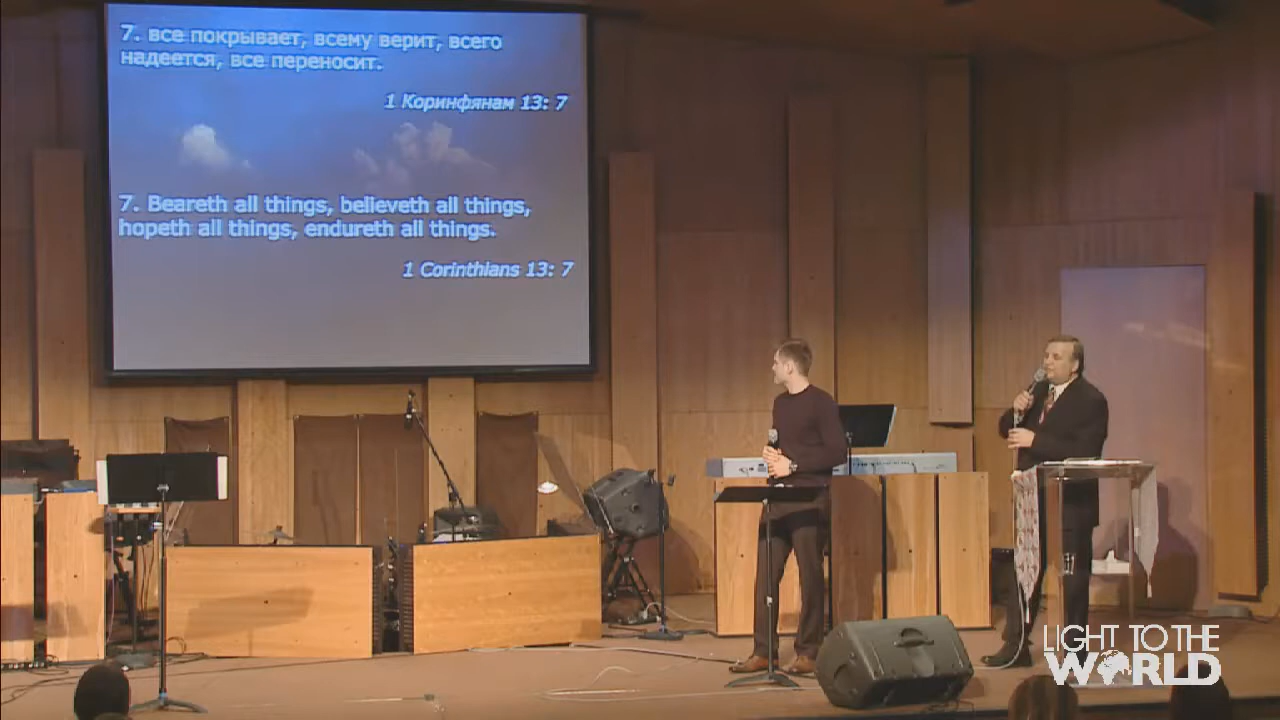 7. все покрывает, всему верит, всего
надеется, все переносит.
1 Коринфянам 13: 7
7. Beareth all things, believeth all things,
hopeth all things, endureth all things.
1 Corinthians 13: 7
LIGHT TO THE
WORLD